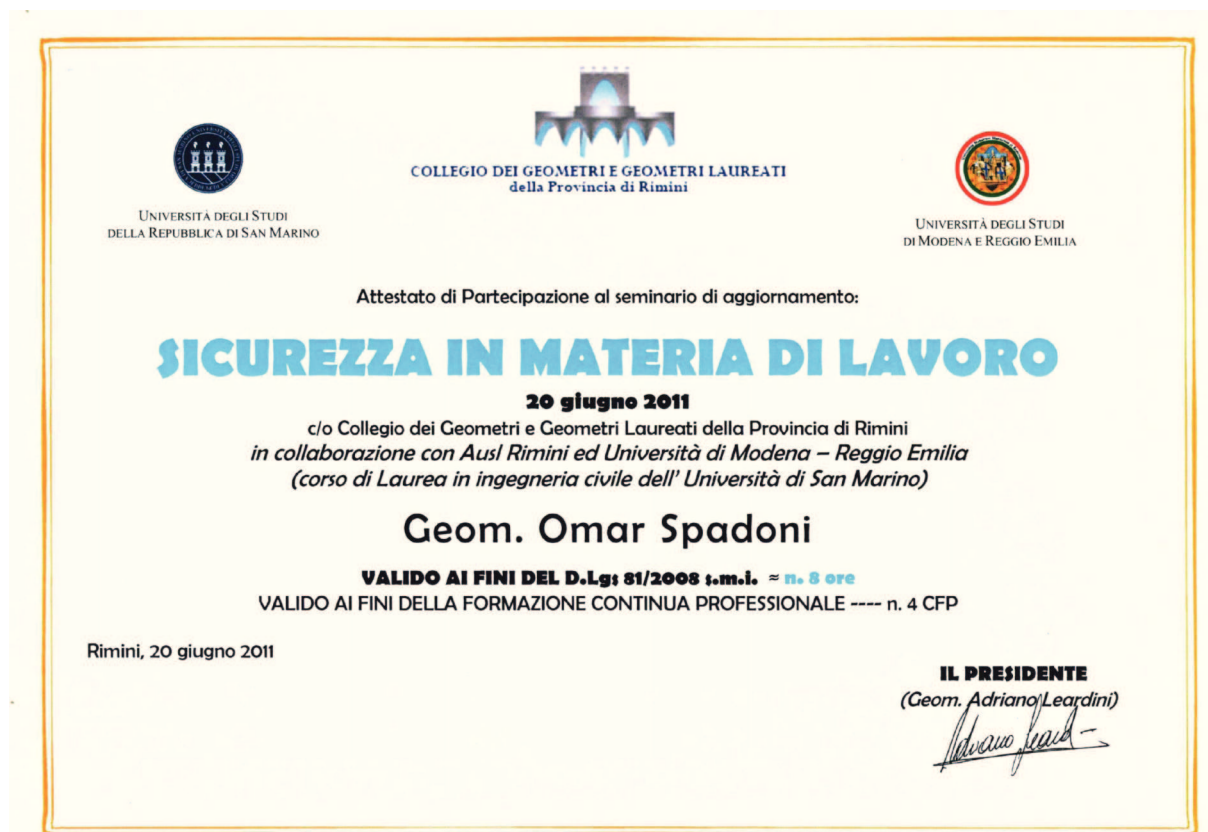 COLLEGIO DEI GEOMETRI E GEOMETRI LAUREATI
della Provincia di Rimini
UNIVERSITÀ DEGLI STUDI
DELLA REPUBBLICA DI SAN MARINO
UNIVERSITÀ DEGLI STUDI
DI MODENA E REGGIO EMILIA
Attestato di Partecipazione al seminario di aggiornamento:
SICUREZZA IN MATERIA DI LAVORO
20 giugno 2011
c/o Collegio dei Geometri e Geometri Laureati della Provincia di Rimini
in collaborazione con Ausl Rimini ed Università di Modena – Reggio Emilia
(corso di Laurea in ingegneria civile dell' Università di San Marino)
Geom. Omar Spadoni
VALIDO AI FINI DEL D.Lgs 81/2008 s.m.i. ≈ n. 8 ore
VALIDO AI FINI DELLA FORMAZIONE CONTINUA PROFESSIONALE ---- n. 4 CFP
Rimini, 20 giugno 2011
IL PRESIDENTE
(Geom. Adriano Leardini)